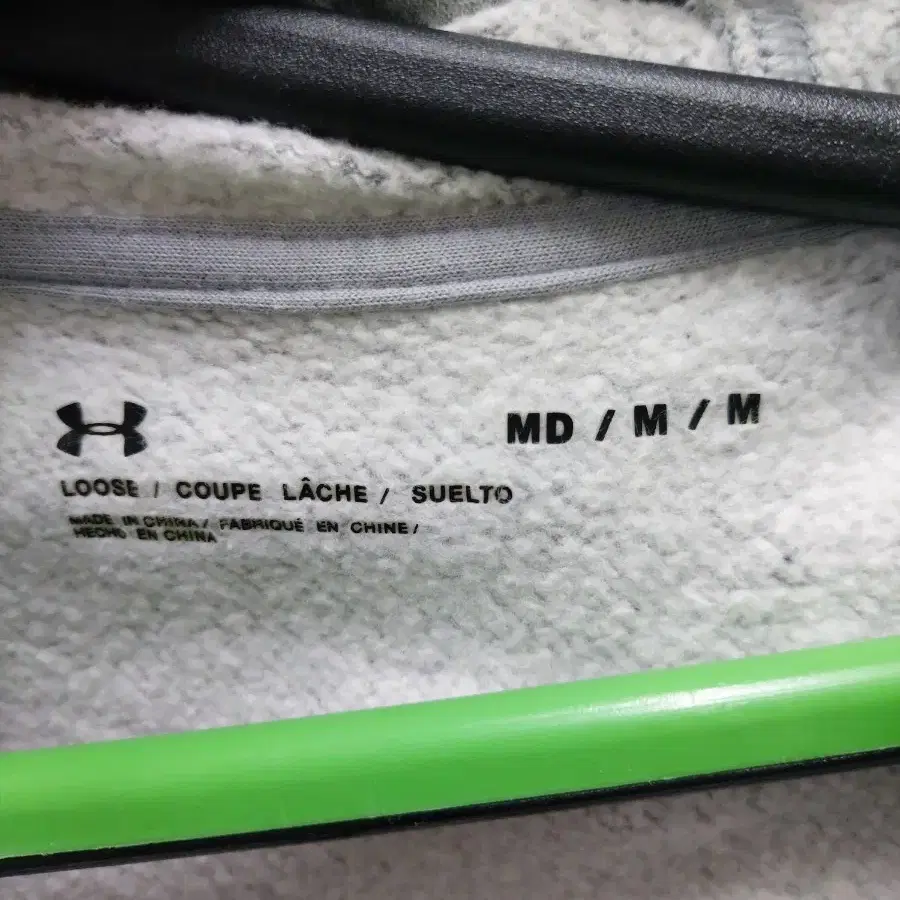 MD / M / M
LOOSE / COUPE LÂCHE / SUELTO
MADE IN CHINA / FABRIQUÉ EN CHINE /
HECHO EN CHINA